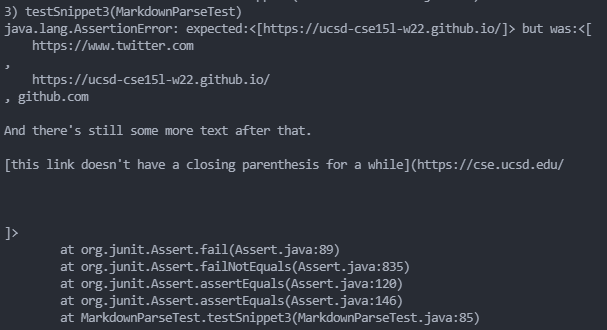 3) testSnippet3(MarkdownParseTest)
java.lang.AssertionError: expected:<[https://ucsd-cse15l-w22.github.io/]> but was:<[
    https://www.twitter.com
,
    https://ucsd-cse15l-w22.github.io/
, github.com

And there's still some more text after that.

[this link doesn't have a closing parenthesis for a while](https://cse.ucsd.edu/



]>
        at org.junit.Assert.fail(Assert.java:89)
        at org.junit.Assert.failNotEquals(Assert.java:835)
        at org.junit.Assert.assertEquals(Assert.java:120)
        at org.junit.Assert.assertEquals(Assert.java:146)
        at MarkdownParseTest.testSnippet3(MarkdownParseTest.java:85)